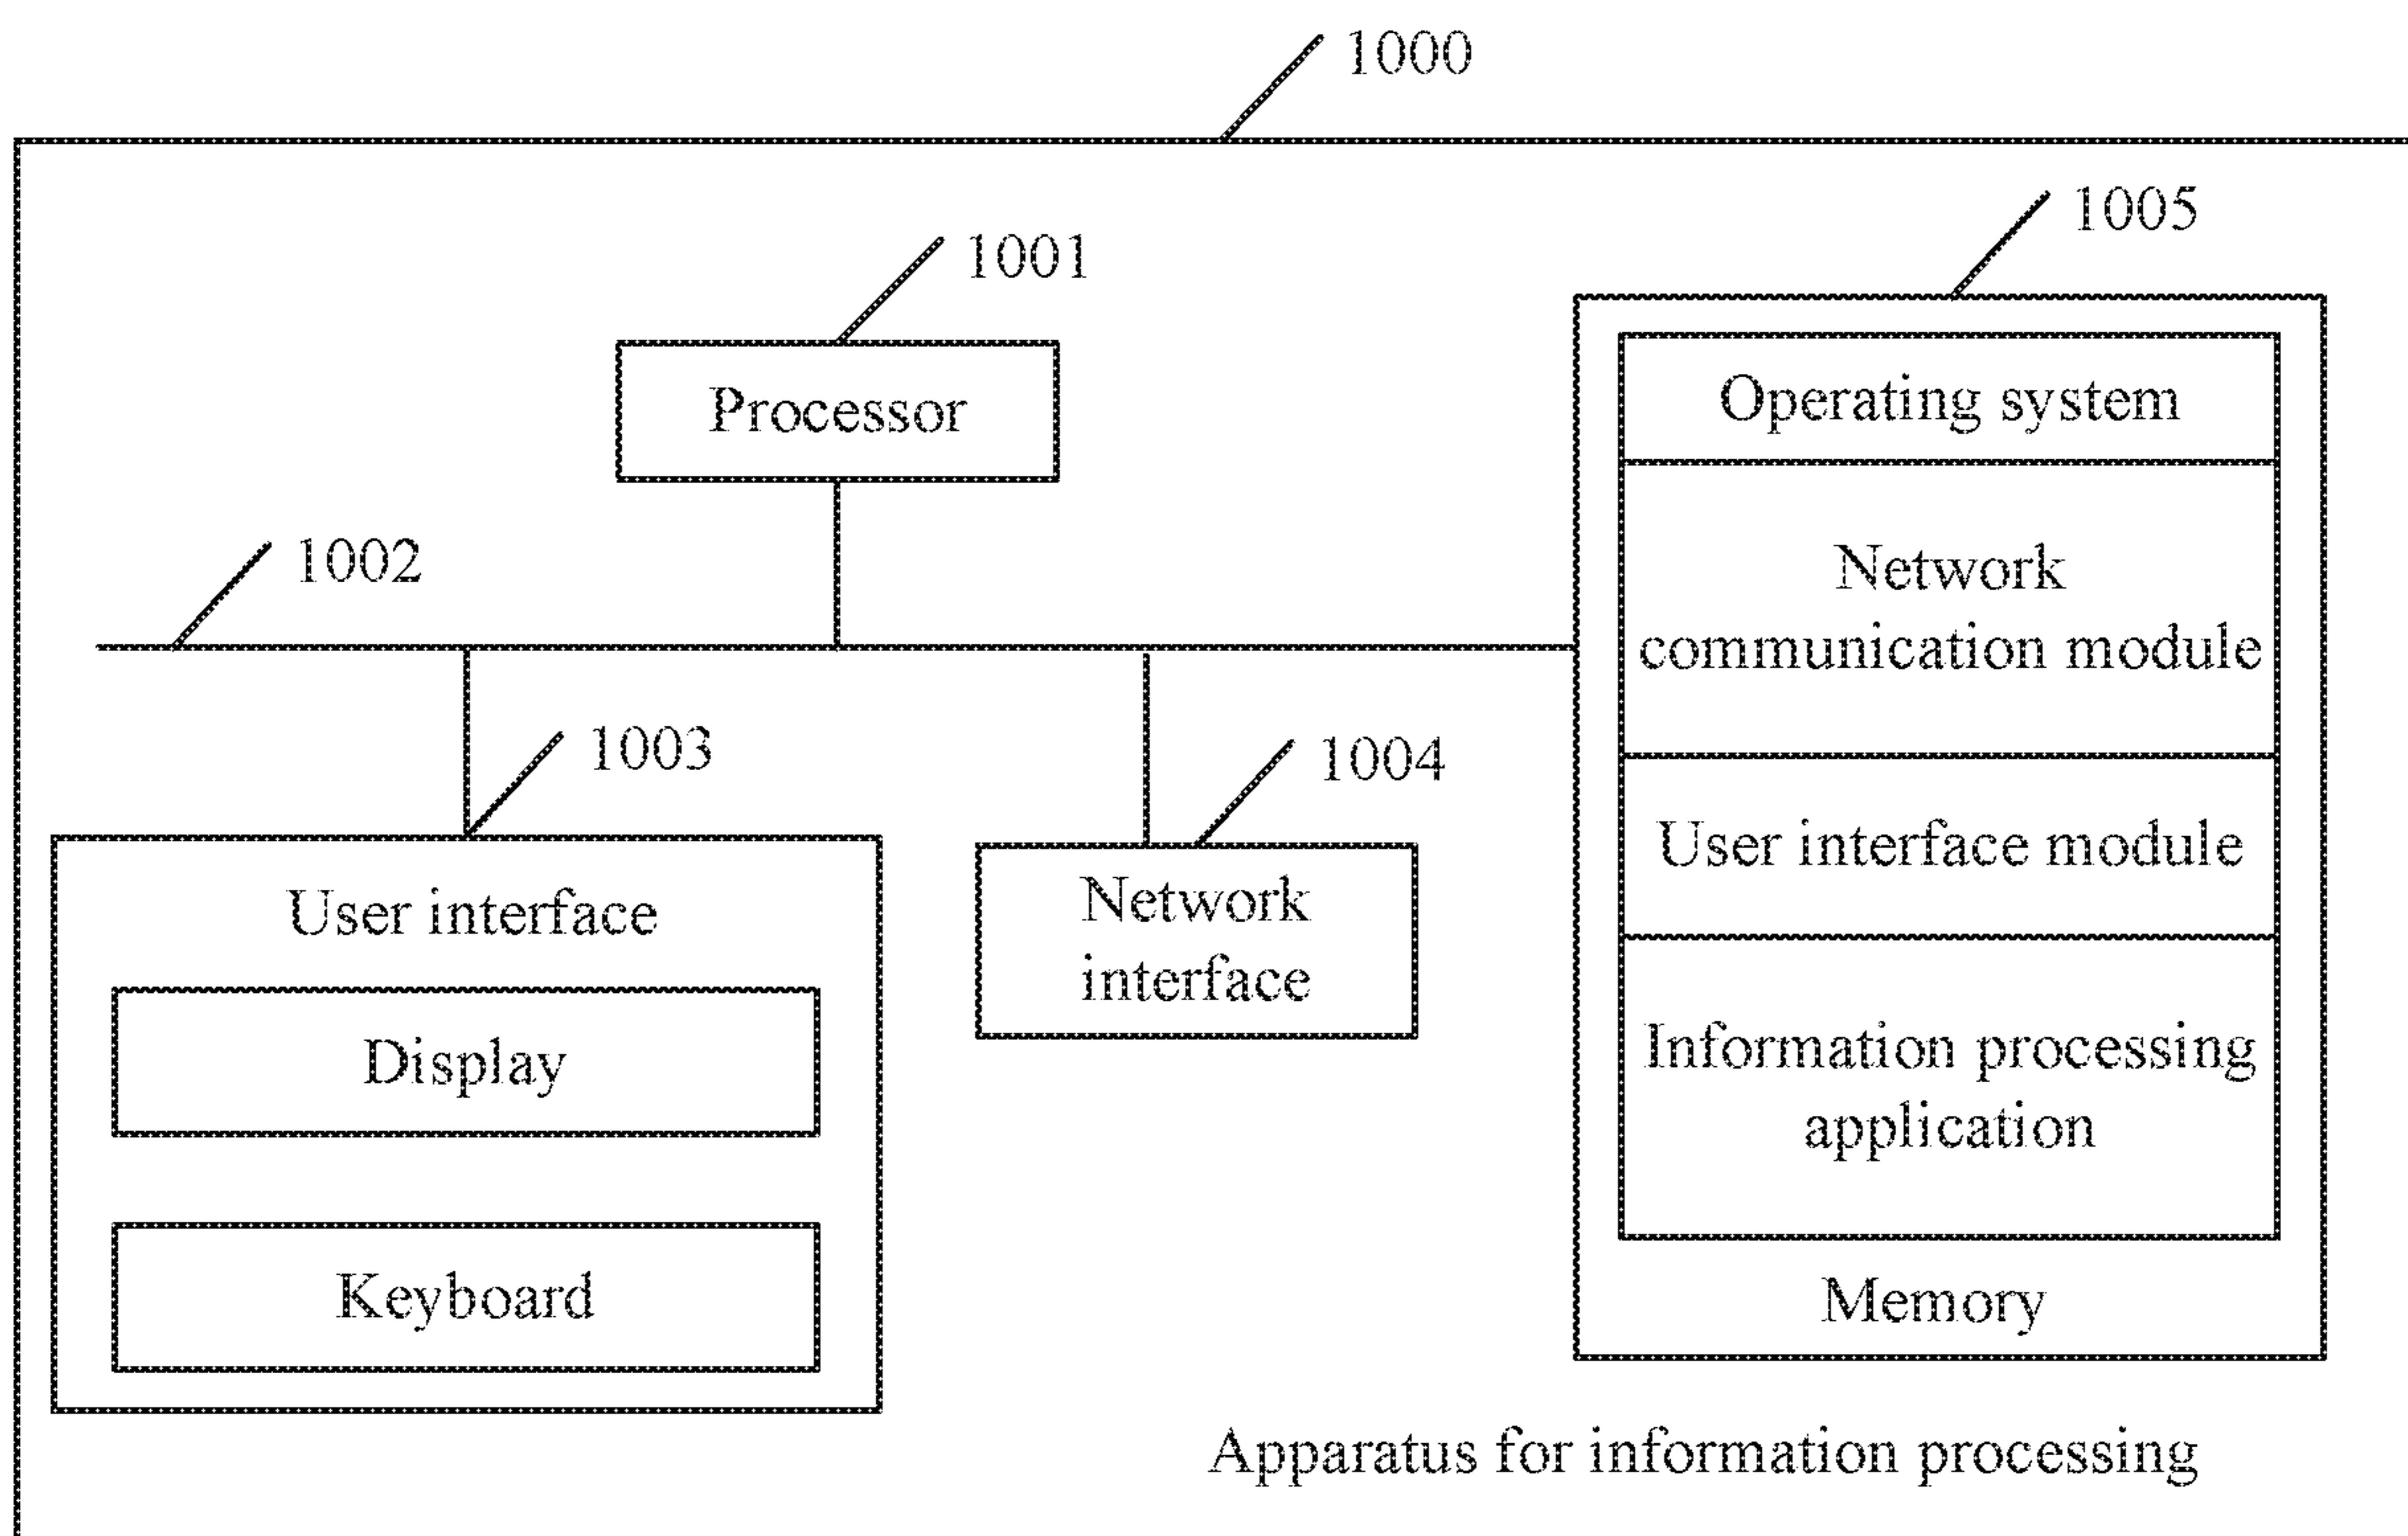 1000
1005
1001
Processor
Operating system
Network
communication module
1002
User interface module
1003
1004
User interface
Network
interface
Display
Keyboard
Information processing
application
Memory
Apparatus for information processing